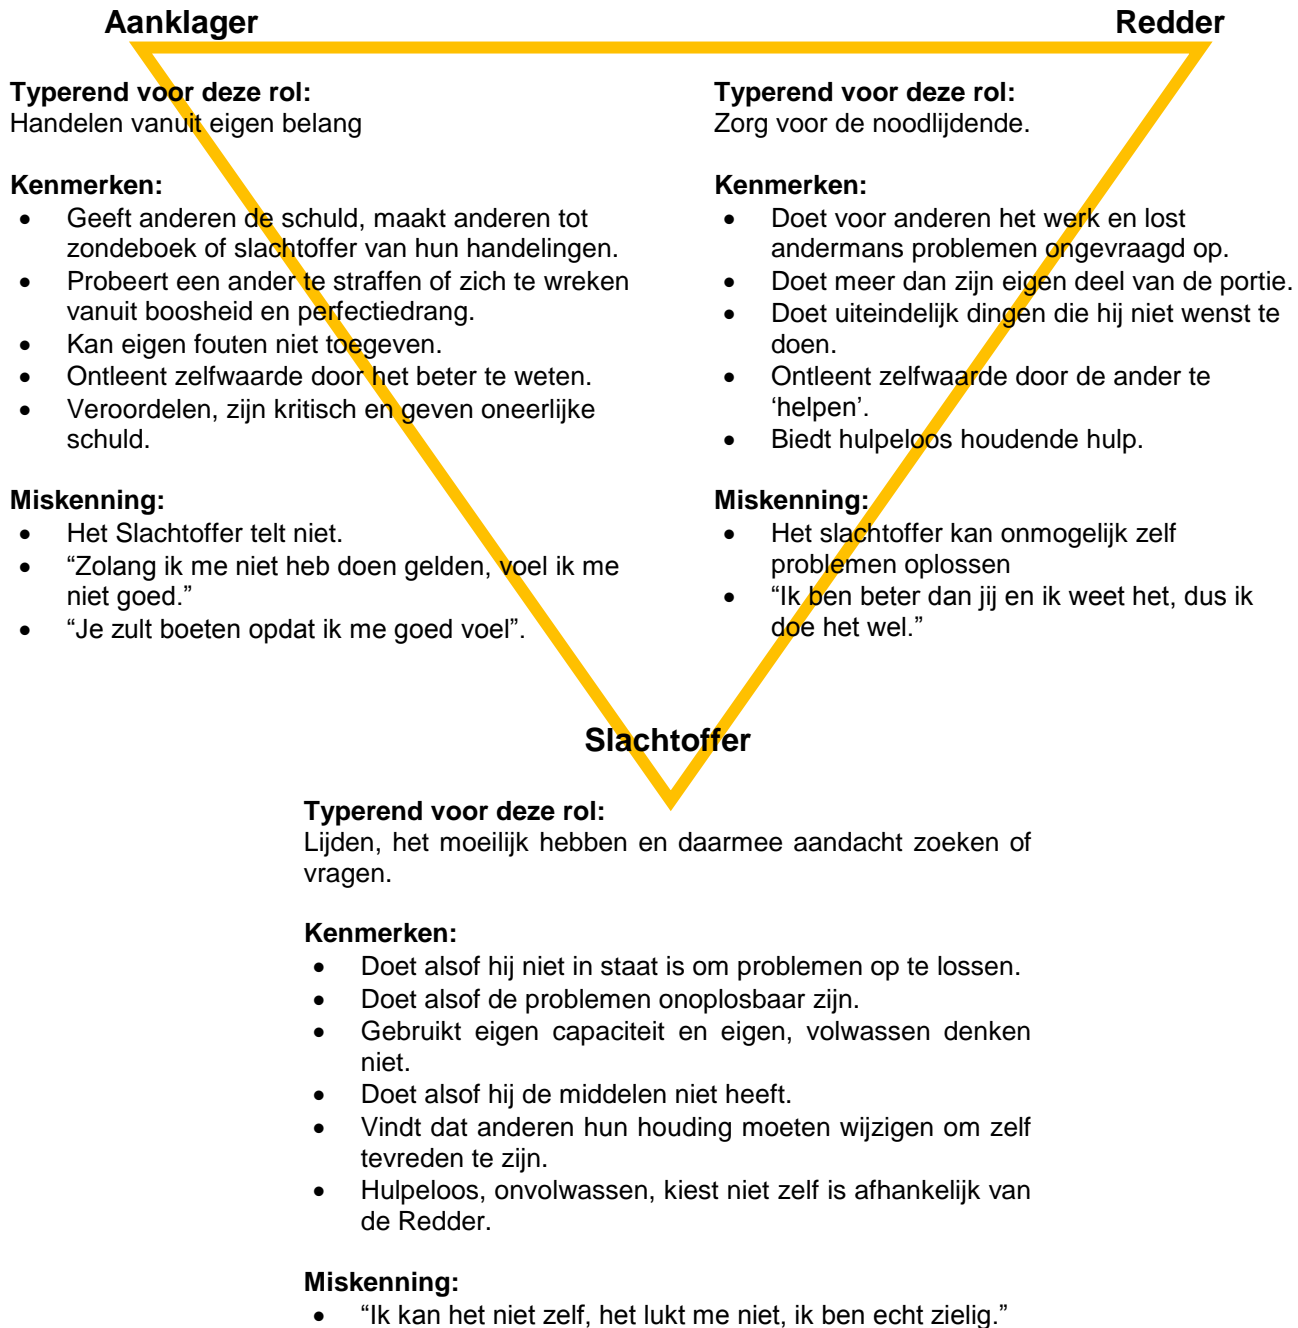 Aanklager
Redder
Typerend voor deze rol:
Handelen vanuit eigen belang
Kenmerken:
• Geeft anderen de schuld, maakt anderen tot
zondeboek of slachtoffer van hun handelingen.
• Probeert een ander te straffen of zich te wreken
vanuit boosheid en perfectiedrang.
• Kan eigen fouten niet toegeven.
• Ontleent zelfwaarde door het beter te weten.
• Veroordelen, zijn kritisch en geven oneerlijke
schuld.
Miskenning:
• Het Slachtoffer telt niet.
• “Zolang ik me niet heb doen gelden, voel ik me
niet goed.”
• “Je zult boeten opdat ik me goed voel”.
Typerend voor deze rol:
Zorg voor de noodlijdende.
Kenmerken:
• Doet voor anderen het werk en lost
andermans problemen ongevraagd op.
• Doet meer dan zijn eigen deel van de portie.
• Doet uiteindelijk dingen die hij niet wenst te
doen.
• Ontleent zelfwaarde door de ander te
‘helpen’.
• Biedt hulpeloos houdende hulp.
Miskenning:
• Het slachtoffer kan onmogelijk zelf
problemen oplossen
• “Ik ben beter dan jij en ik weet het, dus ik
doe het wel.”
Slachtoffer
Typerend voor deze rol:
Lijden, het moeilijk hebben en daarmee aandacht zoeken of
vragen.
Kenmerken:
• Doet alsof hij niet in staat is om problemen op te lossen.
• Doet alsof de problemen onoplosbaar zijn.
• Gebruikt eigen capaciteit en eigen, volwassen denken
niet.
• Doet alsof hij de middelen niet heeft.
• Vindt dat anderen hun houding moeten wijzigen om zelf
tevreden te zijn.
• Hulpeloos, onvolwassen, kiest niet zelf is afhankelijk van
de Redder.
Miskenning:
• “Ik kan het niet zelf, het lukt me niet, ik ben echt zielig.”